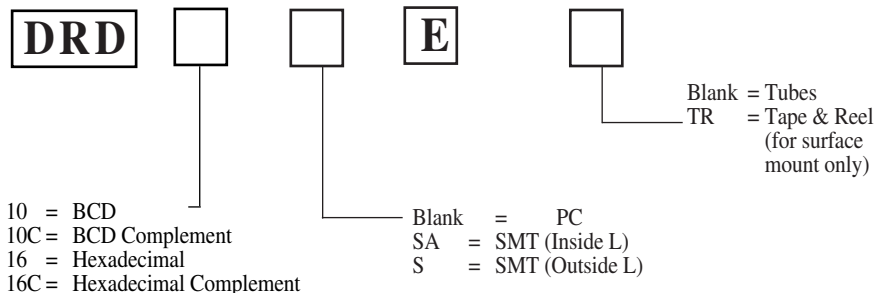 DRD E
Blank = Tubes
TR = Tape & Reel
(for surface
mount only)
10 = BCD
10C = BCD Complement
16 = Hexadecimal
16C = Hexadecimal Complement
Blank = PC
SA = SMT (Inside L)
S = SMT (Outside L)